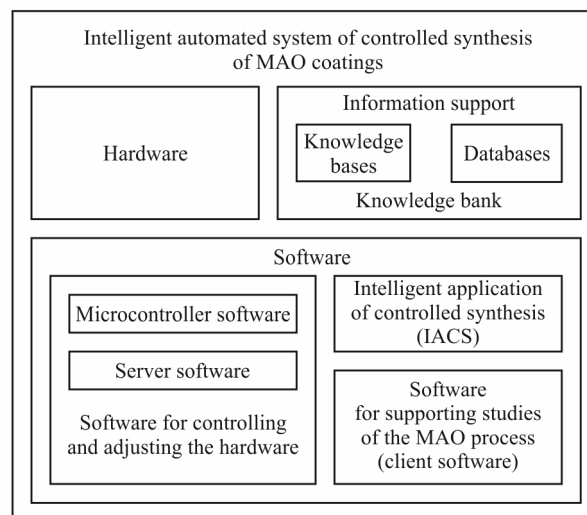 Intelligent automated system of controlled synthesis
of MAO coatings
Hardware
Information support
Knowledge
bases
Databases
Knowledge bank
Software
Microcontroller software
Server software
Software for controlling
and adjusting the hardware
Intelligent application
of controlled synthesis
(IACS)
Software
for supporting studies
of the MAO process
(client software)